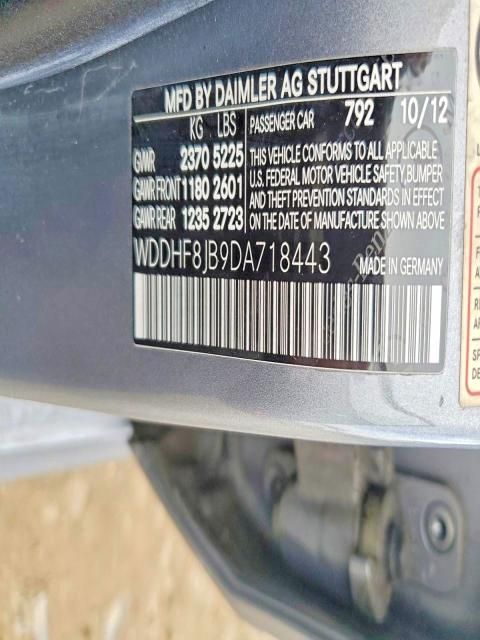 MFD BY DAIMLER AG STUTTGART
KG LBS
GWR 2370 5225
GAWR FRONT 1180 2601
GAWR REAR 1235 2723
PASSENGER CAR 792 10/12
THIS VEHICLE CONFORMS TO ALL APPLICABLE
U.S. FEDERAL MOTOR VEHICLE SAFETY, BUMPER
AND THEFT PREVENTION STANDARDS IN EFFECT
ON THE DATE OF MANUFACTURE SHOWN ABOVE.
WDDHF8JB9DA718443 MADE IN GERMANY